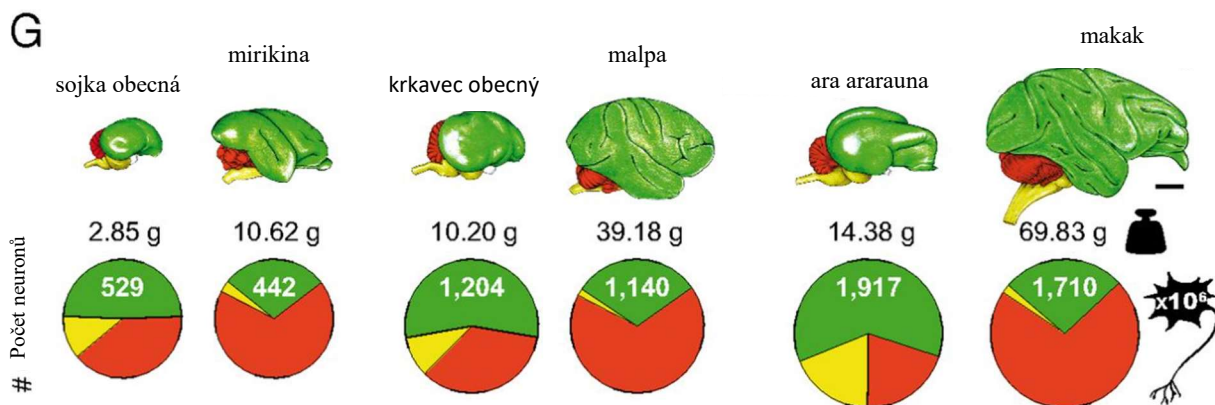 G
sojka obecná
mirikina
krkavec obecný
malpa
ara ararauna
makak
2.85 g
10.62 g
10.20 g
39.18 g
14.38 g
69.83 g
# Počet neuronů
529
442
1,204
1,140
1,917
1,710
x10⁶